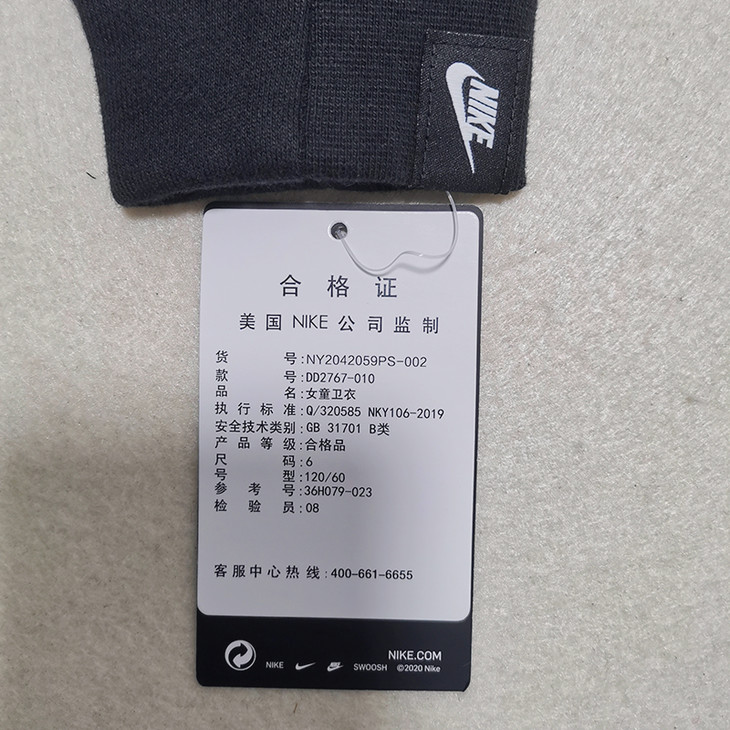 NIKE
合格证
美国 NIKE 公司监制
货号:NY2042059PS-002
款号:DD2767-010
品名:女童卫衣
执行标准:Q/320585 NKY106-2019
安全技术类别:GB 31701 B类
产品等级:合格品
尺码:6
号型:120/60
参考号:36H079-023
检验员:08
客服中心热线:400-661-6655
NIKE.COM
NIKE NIKE SWOOSH ©2020 Nike